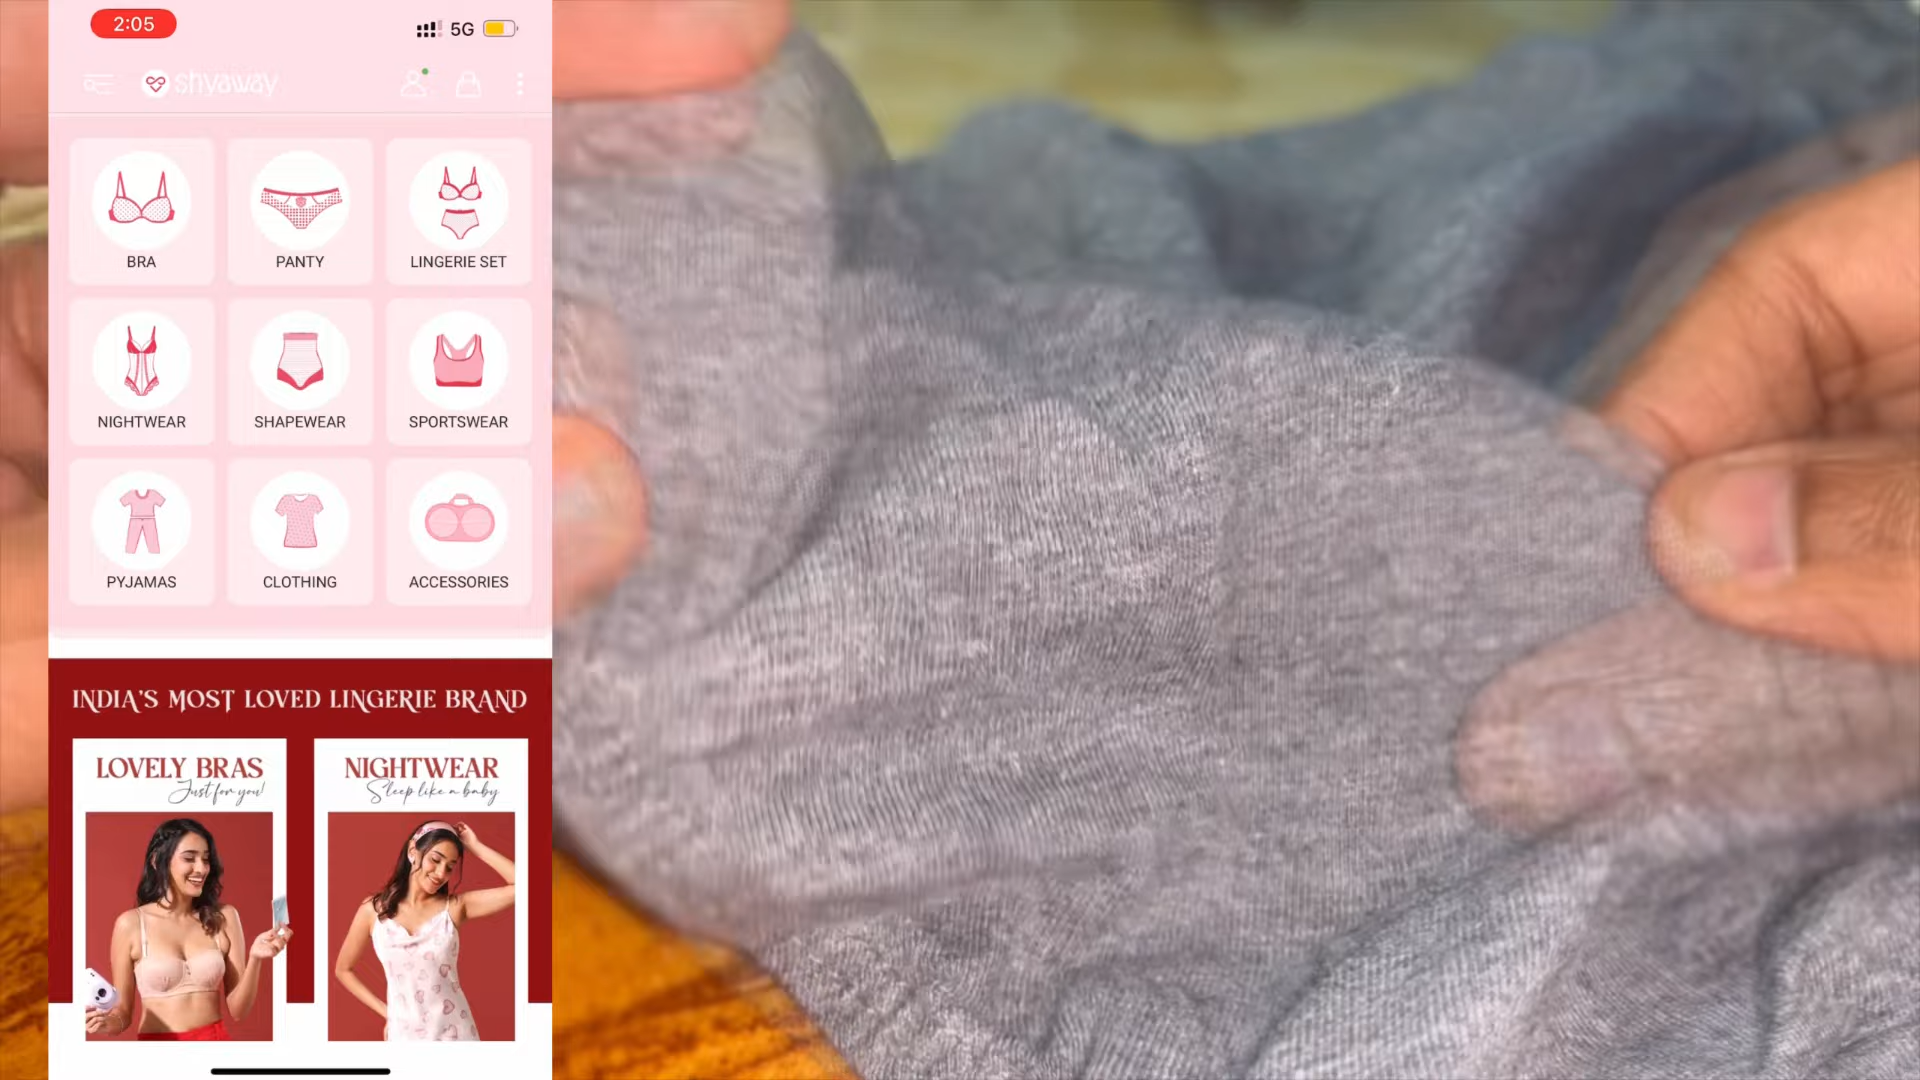 2:05
5G
shyaway
BRA
PANTY
LINGERIE SET
NIGHTWEAR
SHAPEWEAR
SPORTSWEAR
PYJAMAS
CLOTHING
ACCESSORIES
INDIA'S MOST LOVED LINGERIE BRAND
LOVELY BRAS
Just for you!
NIGHTWEAR
Sleep like a baby